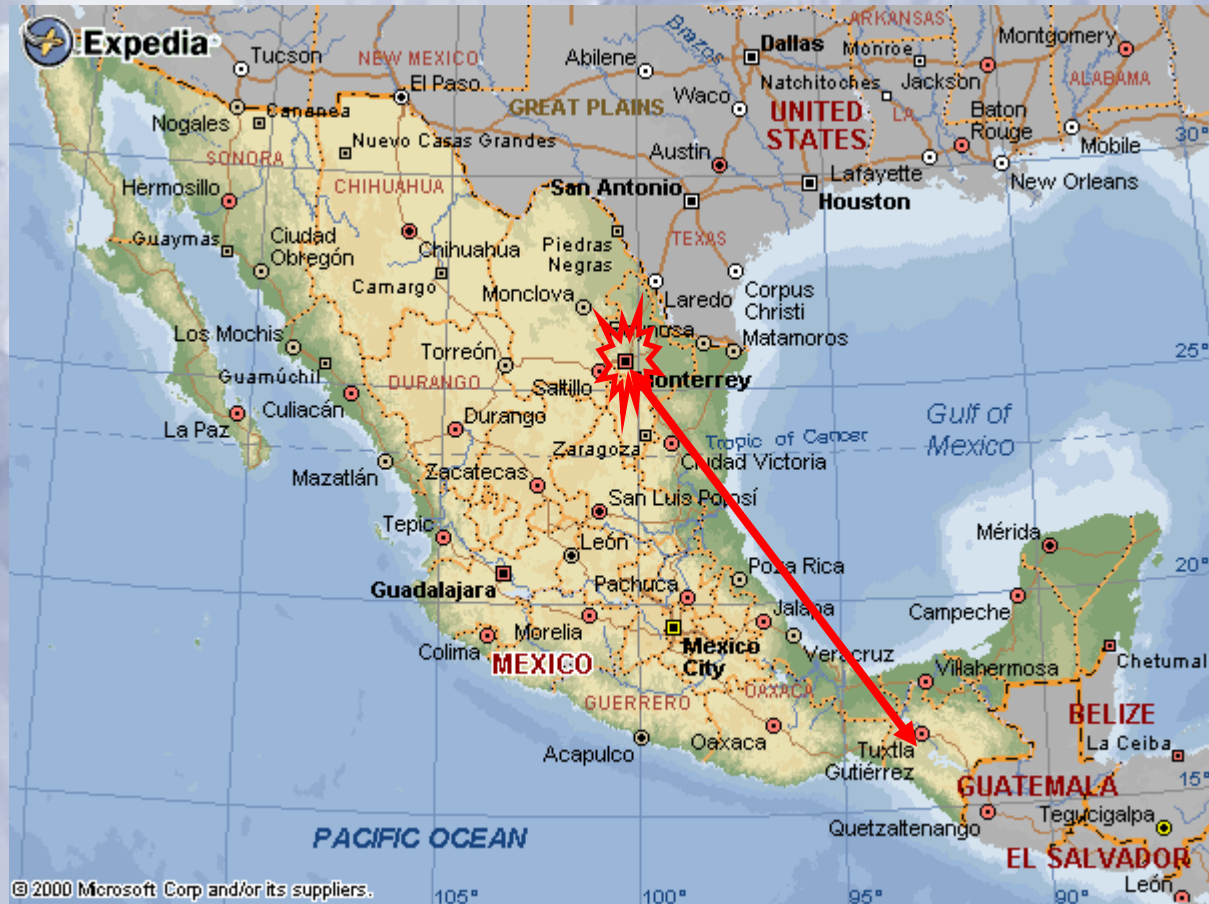 Expedia
ARKANSAS
Tucson
NEW MEXICO
Abilene
Brazos
Dallas
Monroe
Montgomery
El Paso
Natchitoches
Jackson
ALABAMA
Cananea
GREAT PLAINS
Waco
UNITED
STATES
LA
Baton
Rouge
Nogales
Nuevo Casas Grandes
Austin
Mobile
30°
SONORA
Hermosillo
CHIHUAHUA
San Antonio
Lafayette
New Orleans
Houston
Guaymas
Ciudad
Obregón
Chihuahua
Piedras
Negras
TEXAS
Camargo
Monclova
Laredo
Corpus
Christi
Los Mochis
Torreón
Matamoros
25°
Guamúchil
DURANGO
Saltillo
Monterrey
Culiacán
La Paz
Durango
Gulf of
Mexico
Zaragoza
Tropic of Cancer
Ciudad Victoria
Mazatlán
Zacatecas
San Luis Potosí
Tepic
León
Mérida
Poza Rica
20°
Guadalajara
Pachuca
Campeche
Jalapa
Colima
Morelia
Mexico
City
Veracruz
MEXICO
Villahermosa
Chetumal
GUERRERO
OAXACA
BELIZE
Acapulco
Oaxaca
Tuxtla
Gutiérrez
La Ceiba
GUATEMALA
15°
PACIFIC OCEAN
Quetzaltenango
Tegucigalpa
EL SALVADOR
León
© 2000 Microsoft Corp and/or its suppliers.
105°
100°
95°
90°